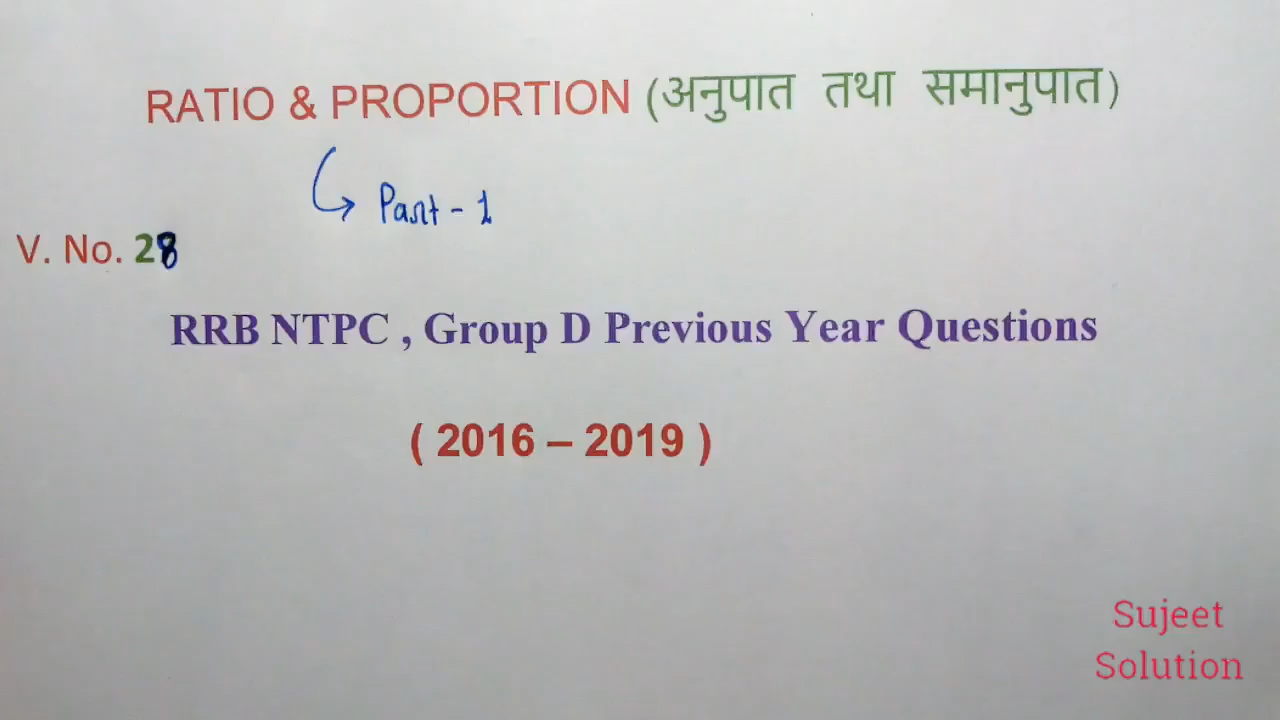 RATIO & PROPORTION (अनुपात तथा समानुपात)
Part - 1
V. No. 28
RRB NTPC , Group D Previous Year Questions
( 2016 – 2019 )
Sujeet
Solution